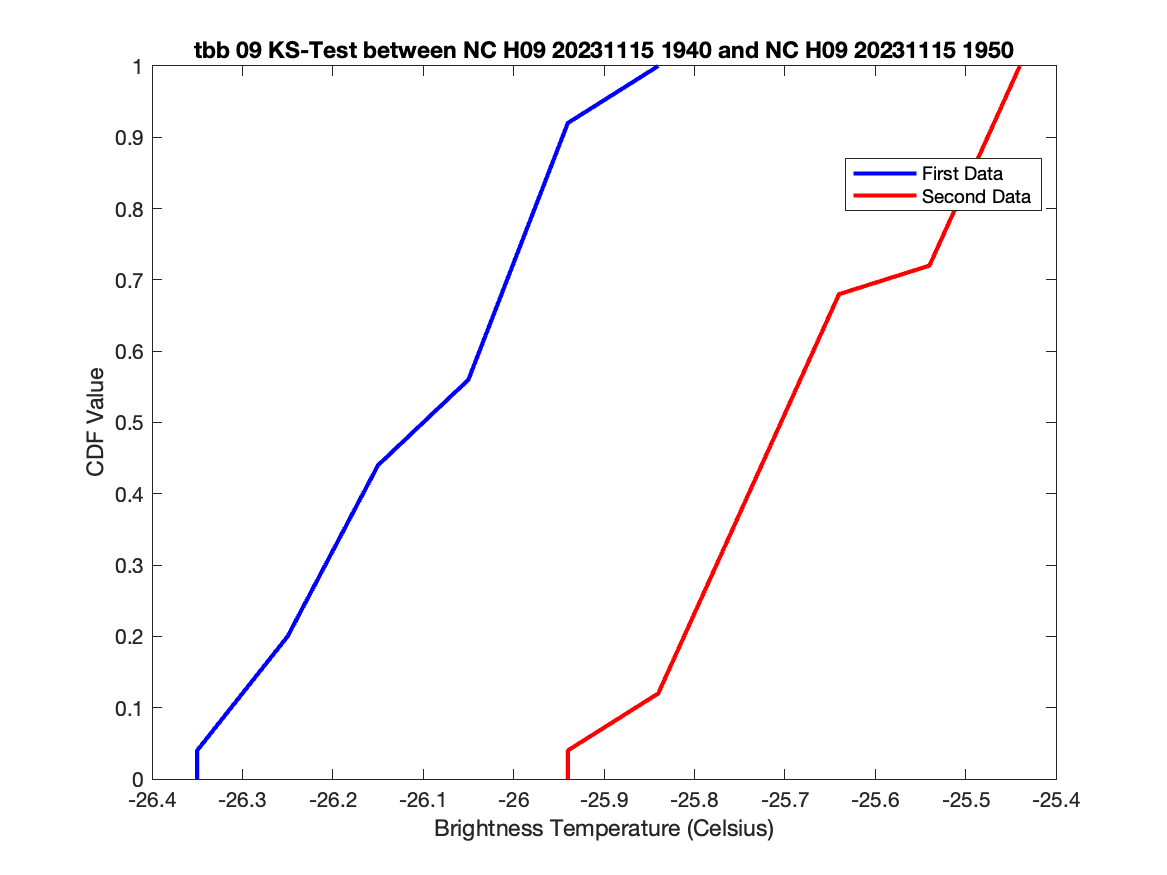 tbb 09 KS-Test between NC H09 20231115 1940 and NC H09 20231115 1950
1
0.9
0.8
0.7
0.6
0.5
0.4
0.3
0.2
0.1
0
CDF Value
First Data
Second Data
-26.4 -26.3 -26.2 -26.1 -26 -25.9 -25.8 -25.7 -25.6 -25.5 -25.4
Brightness Temperature (Celsius)